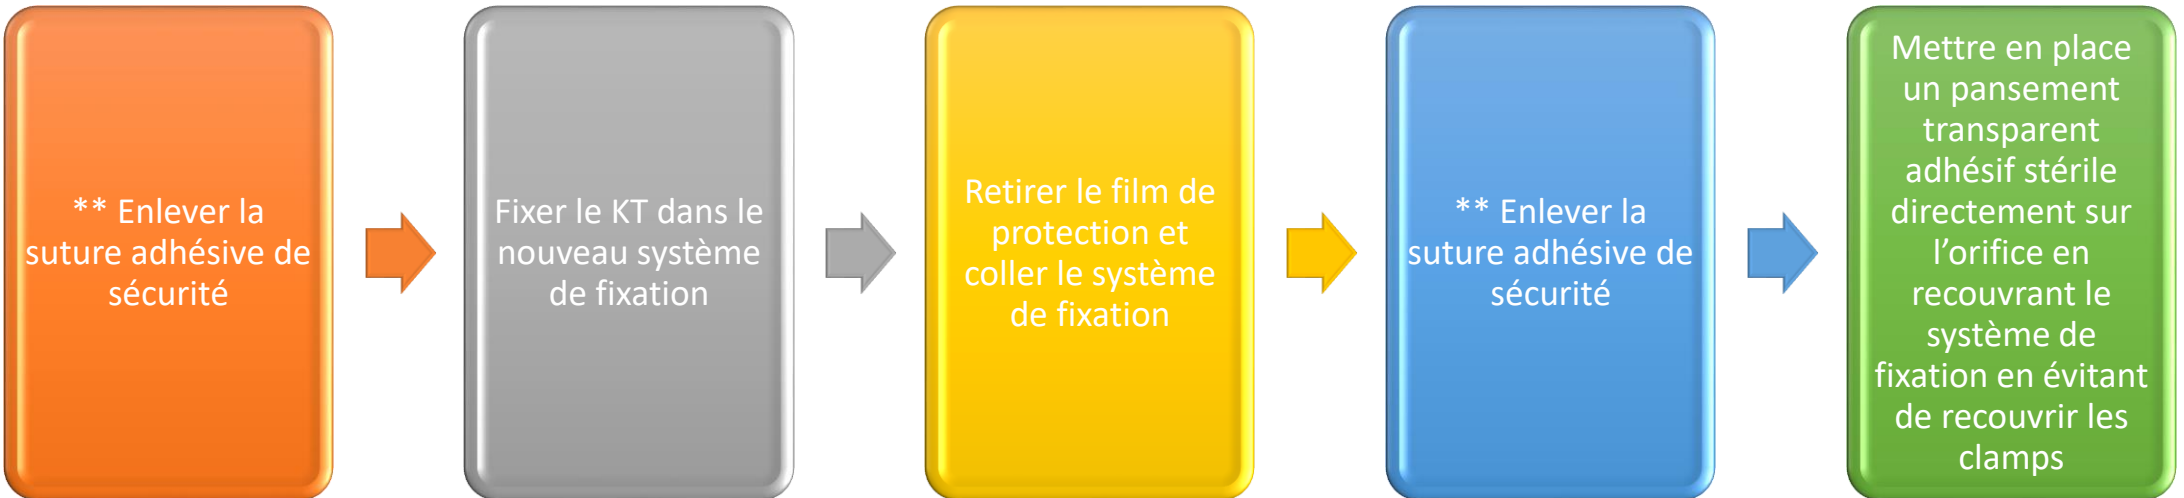 ** Enlever la
suture adhésive de
sécurité
Fixer le KT dans le
nouveau système
de fixation
Retirer le film de
protection et
coller le système
de fixation
** Enlever la
suture adhésive de
sécurité
Mettre en place
un pansement
transparent
adhésif stérile
directement sur
l’orifice en
recouvrant le
système de
fixation en évitant
de recouvrir les
clamps